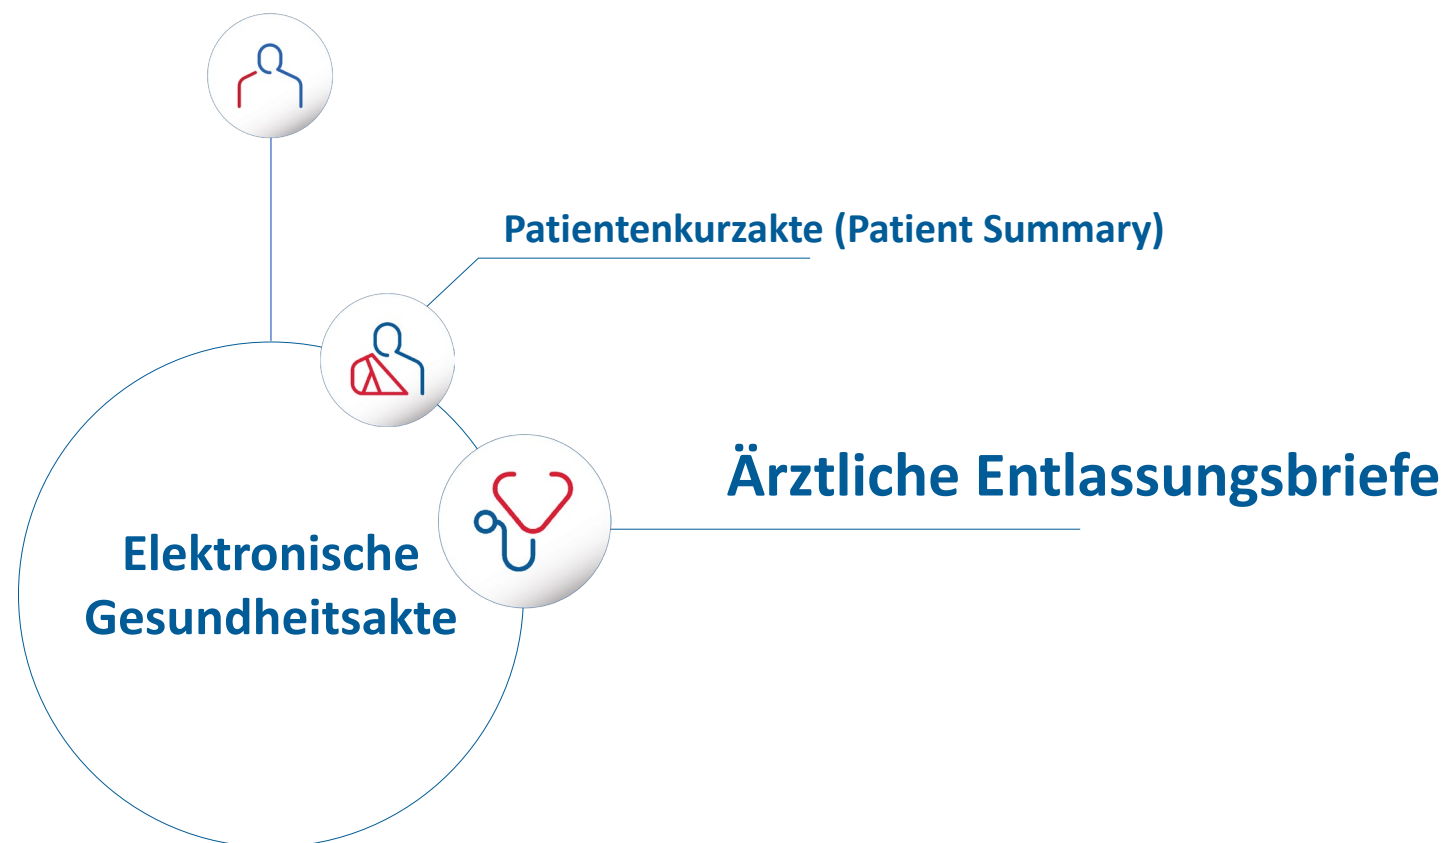 Patientenkurzakte (Patient Summary)
Ärztliche Entlassungsbriefe
Elektronische
Gesundheitsakte